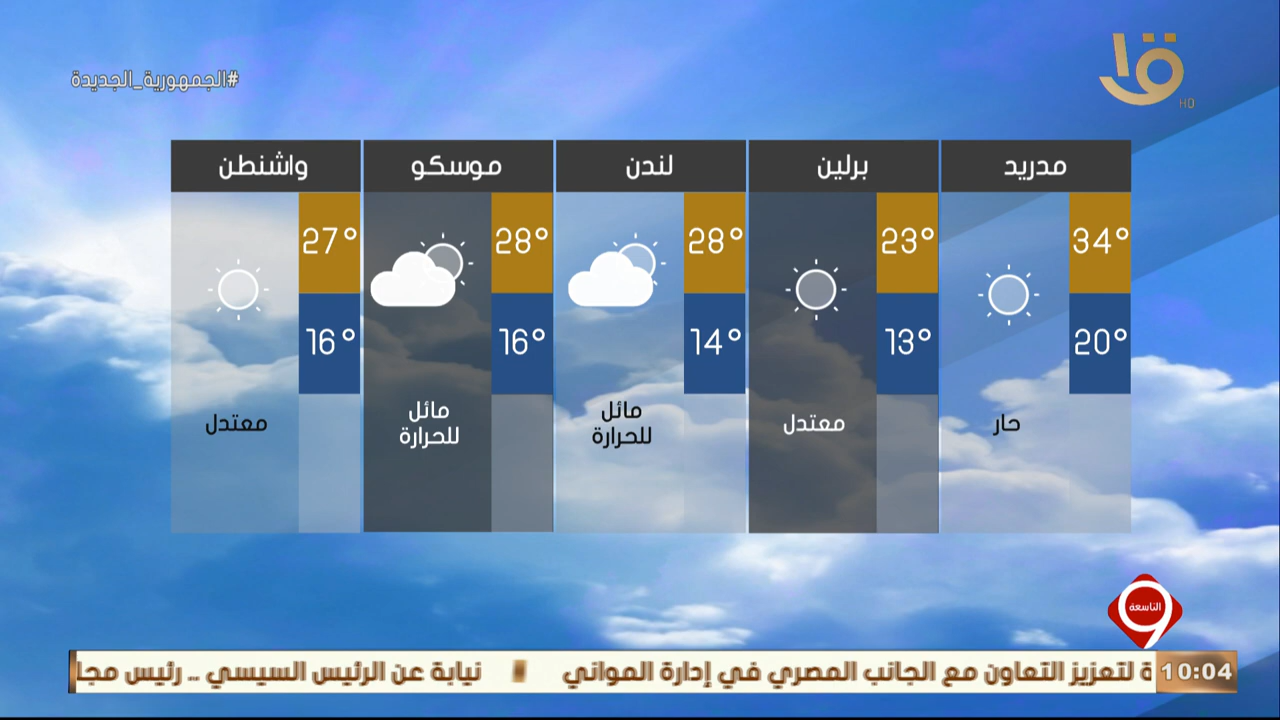 #الجمهورية_الجديدة
HD
مدريد
34°
20°
حار
برلين
23°
13°
معتدل
لندن
28°
14°
مائل
للحرارة
موسكو
28°
16°
مائل
للحرارة
واشنطن
27°
16°
معتدل
التاسعة
9
10:04
ة لتعزيز التعاون مع الجانب المصري في إدارة المواني
نيابة عن الرئيس السيسي .. رئيس مجا